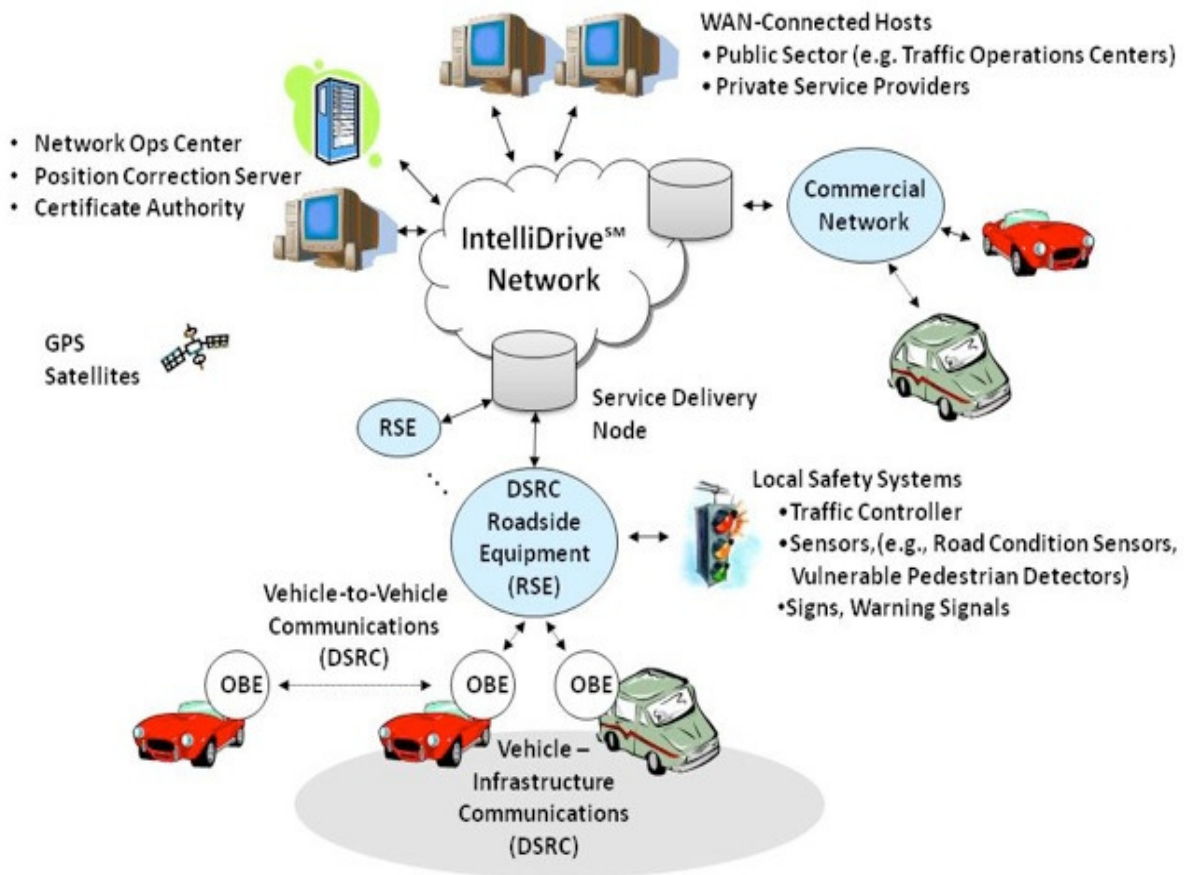 WAN-Connected Hosts
• Public Sector (e.g. Traffic Operations Centers)
• Private Service Providers
• Network Ops Center
• Position Correction Server
• Certificate Authority
Commercial
Network
IntelliDrive℠
Network
GPS
Satellites
Service Delivery
Node
RSE
DSRC
Roadside
Equipment
(RSE)
Local Safety Systems
•Traffic Controller
•Sensors,(e.g., Road Condition Sensors,
Vulnerable Pedestrian Detectors)
•Signs, Warning Signals
Vehicle-to-Vehicle
Communications
(DSRC)
OBE
OBE
OBE
Vehicle –
Infrastructure
Communications
(DSRC)